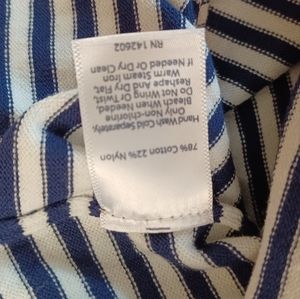 78% Cotton 22% Nylon
Hand Wash Cold Separately.
Only Non-chlorine
Bleach When Needed.
Do Not Wring Or Twist.
Reshape And Dry Flat
Warm Steam Iron
If Needed Or Dry Clean
RN 142602